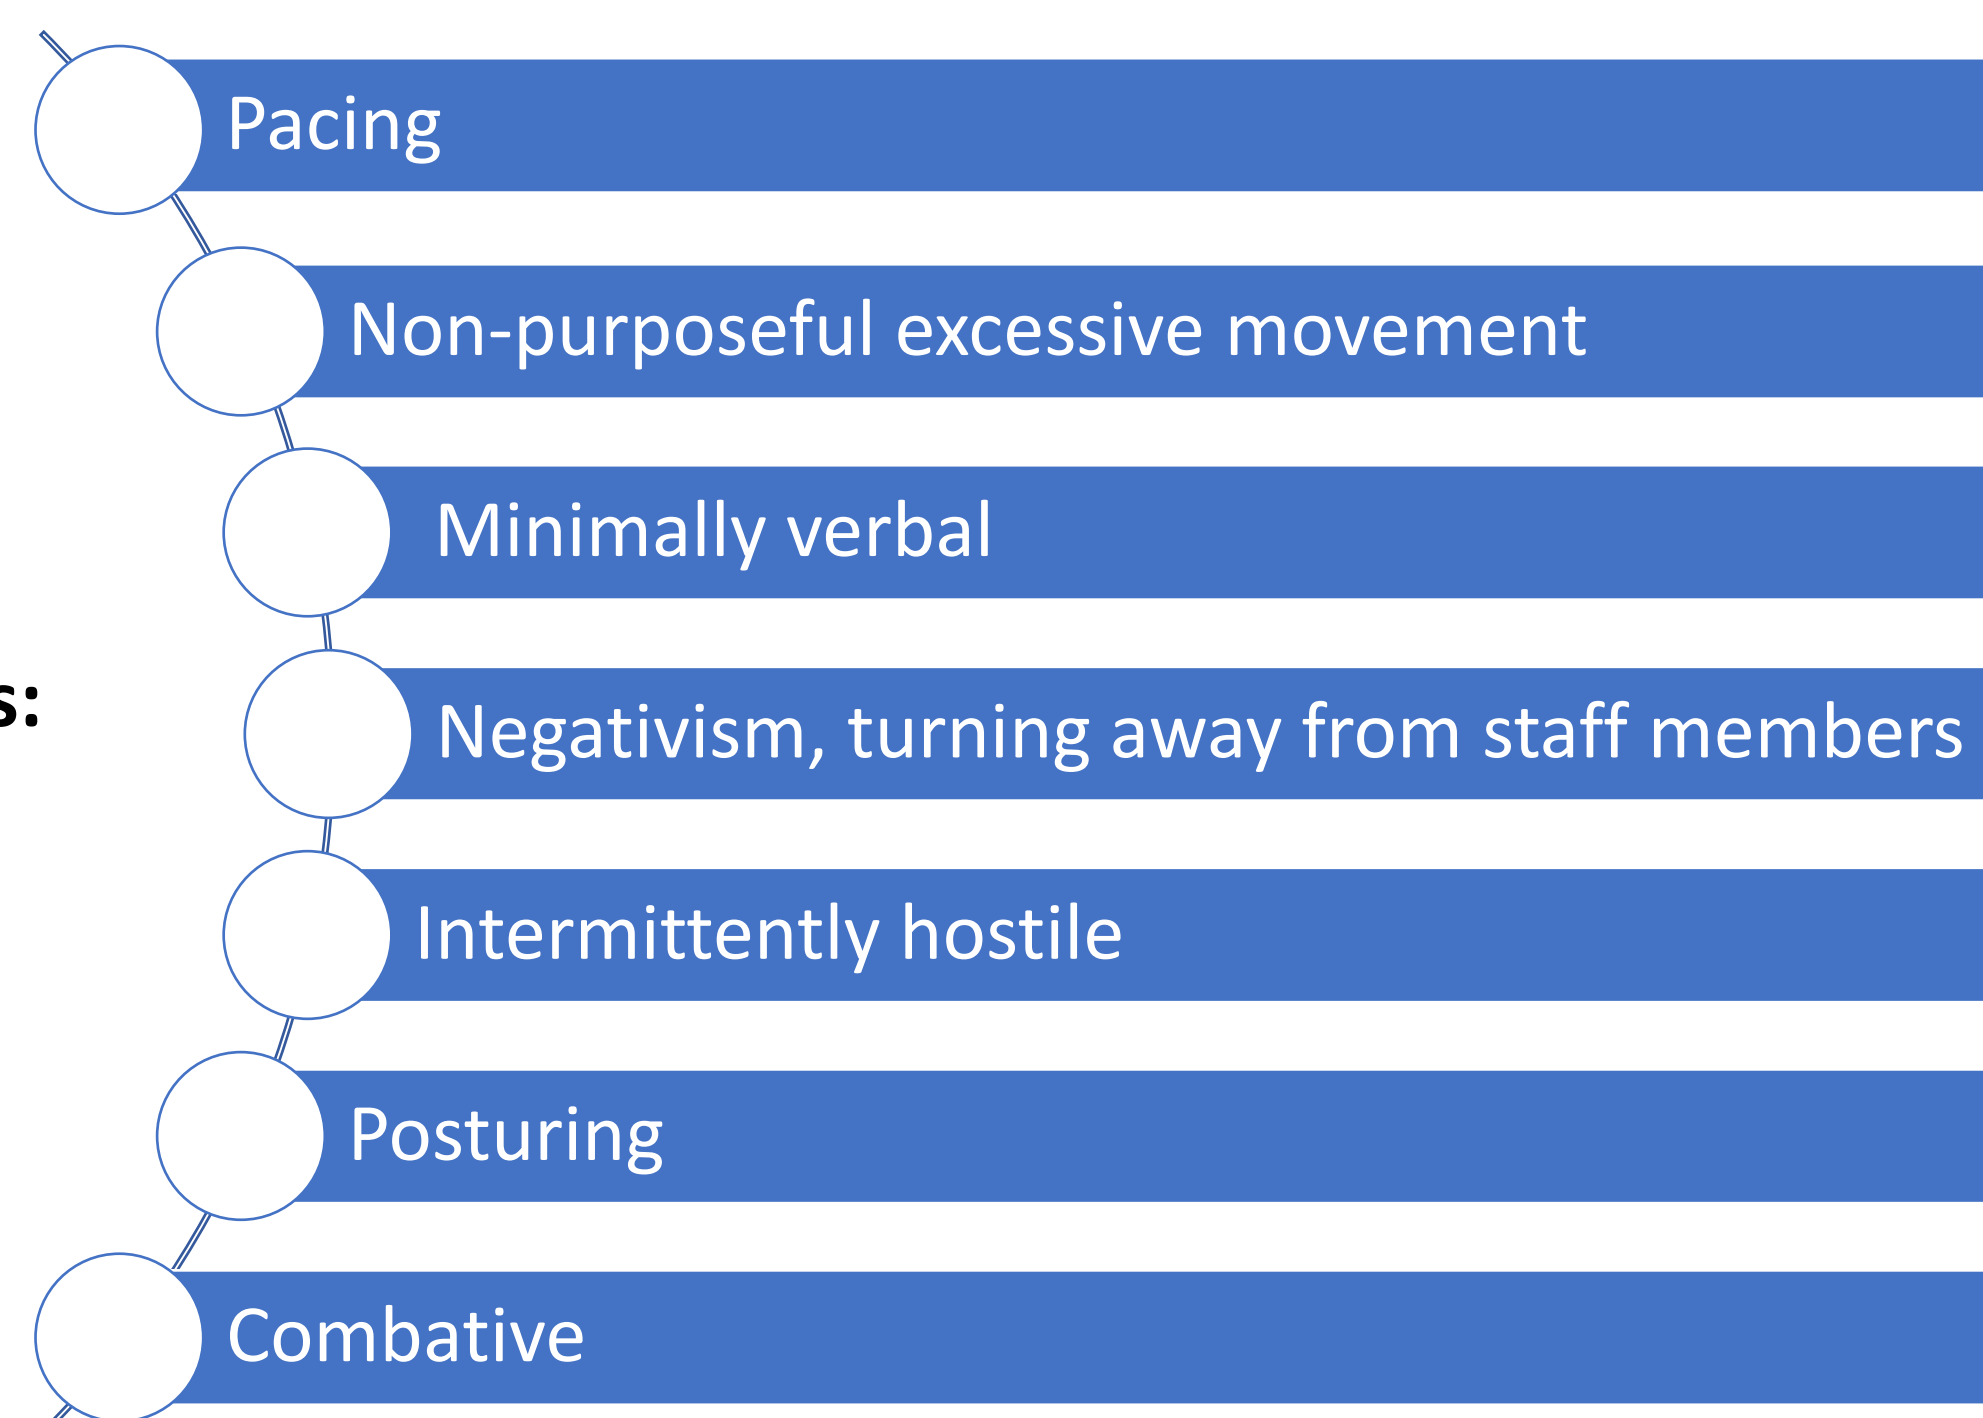 Pacing
Non-purposeful excessive movement
Minimally verbal
s:
Negativism, turning away from staff members
Intermittently hostile
Posturing
Combative